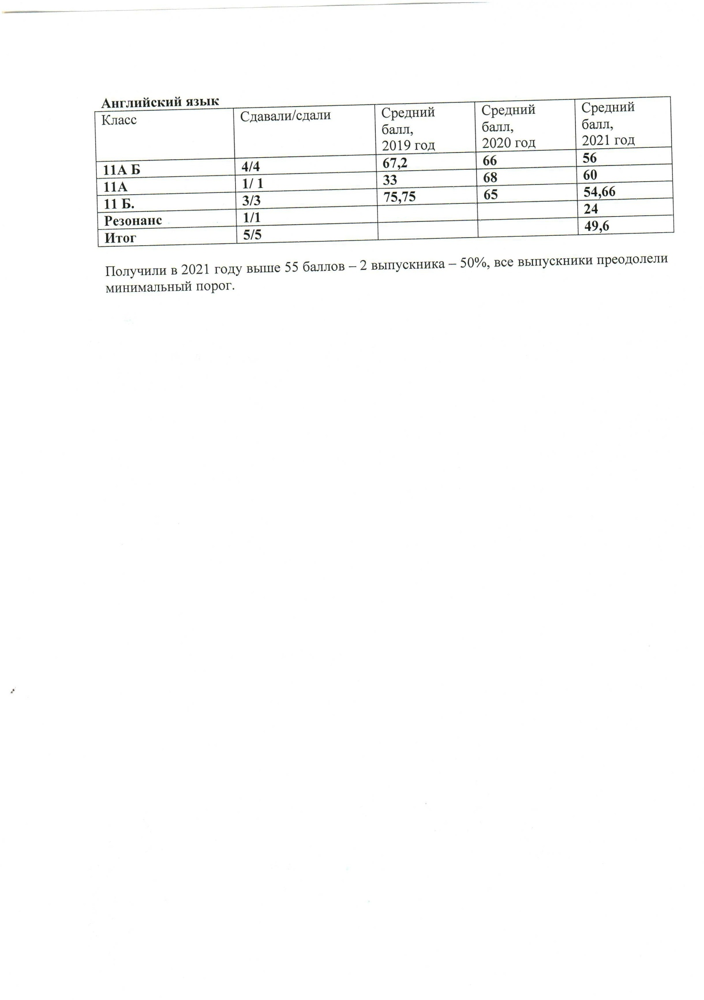 Английский язык
Класс Сдавали/сдали Средний балл, 2019 год Средний балл, 2020 год Средний балл, 2021 год
11А Б 4/4 67,2 66 56
11А 1/ 1 33 68 60
11 Б. 3/3 75,75 65 54,66
Резонанс 1/1 24
Итог 5/5 49,6
Получили в 2021 году выше 55 баллов – 2 выпускника – 50%, все выпускники преодолели
минимальный порог.